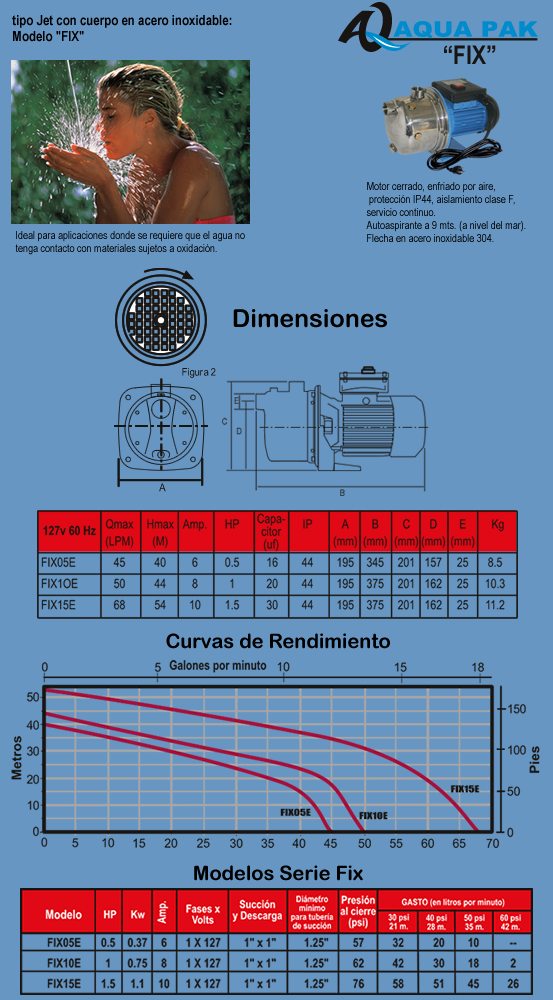 tipo Jet con cuerpo en acero inoxidable:
Modelo "FIX"
AQUA PAK
“FIX”
Motor cerrado, enfriado por aire,
protección IP44, aislamiento clase F,
servicio continuo.
Autoaspirante a 9 mts. (a nivel del mar).
Flecha en acero inoxidable 304.
Ideal para aplicaciones donde se requiere que el agua no
tenga contacto con materiales sujetos a oxidación.
Dimensiones
Figura 2
A
C
E
D
B
127v 60 Hz Qmax (LPM) Hmax (M) Amp. HP Capa-citor (uf) IP A (mm) B (mm) C (mm) D (mm) E (mm) Kg
FIX05E 45 40 6 0.5 16 44 195 345 201 157 25 8.5
FIX1OE 50 44 8 1 20 44 195 375 201 162 25 10.3
FIX15E 68 54 10 1.5 30 44 195 375 201 162 25 11.2
Curvas de Rendimiento
0 5 Galones por minuto 10 15 18
Metros
50
40
30
20
10
0
150
100
50
0
Pies
FIX05E
FIX10E
FIX15E
0 5 10 15 20 25 30 35 40 45 50 55 60 65 70
Modelos Serie Fix
Modelo HP Kw Amp. Fases x Volts Succión y Descarga Diámetro mínimo para tubería de succión Presión al cierre (psi) GASTO (en litros por minuto)
30 psi 21 m. 40 psi 28 m. 50 psi 35 m. 60 psi 42 m.
FIX05E 0.5 0.37 6 1 X 127 1" x 1" 1.25" 57 32 20 10 --
FIX10E 1 0.75 8 1 X 127 1" x 1" 1.25" 62 42 30 18 2
FIX15E 1.5 1.1 10 1 X 127 1" x 1" 1.25" 76 58 51 45 26